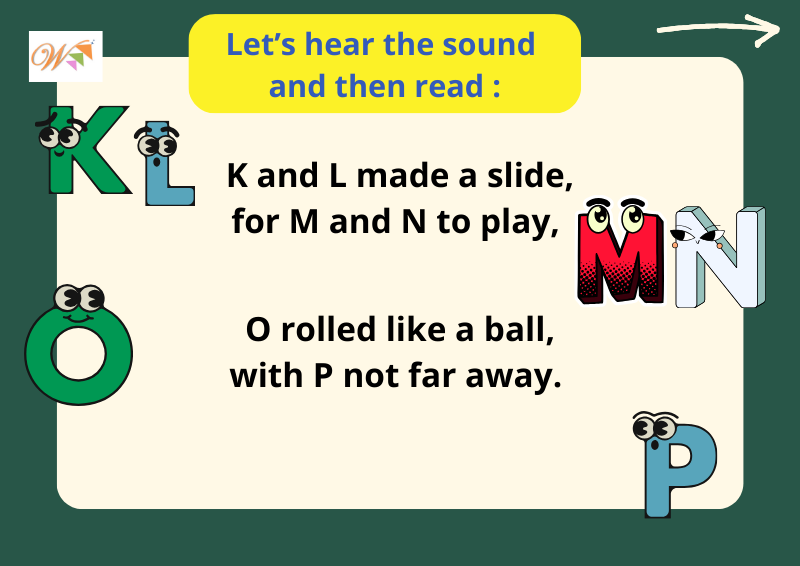 W
Let's hear the sound
and then read :
K L
K and L made a slide,
for M and N to play,
M N
O
O rolled like a ball,
with P not far away.
P